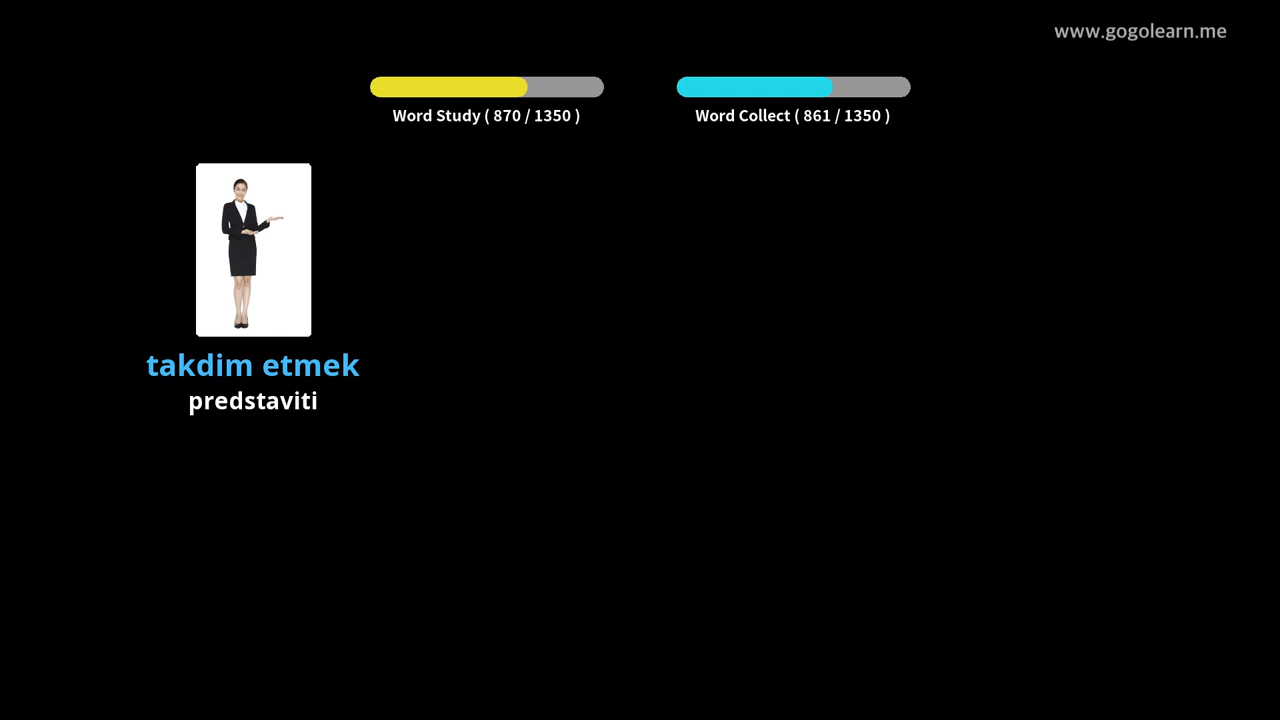 www.gogolearn.me
Word Study ( 870 / 1350 )
Word Collect ( 861 / 1350 )
takdim etmek
predstaviti